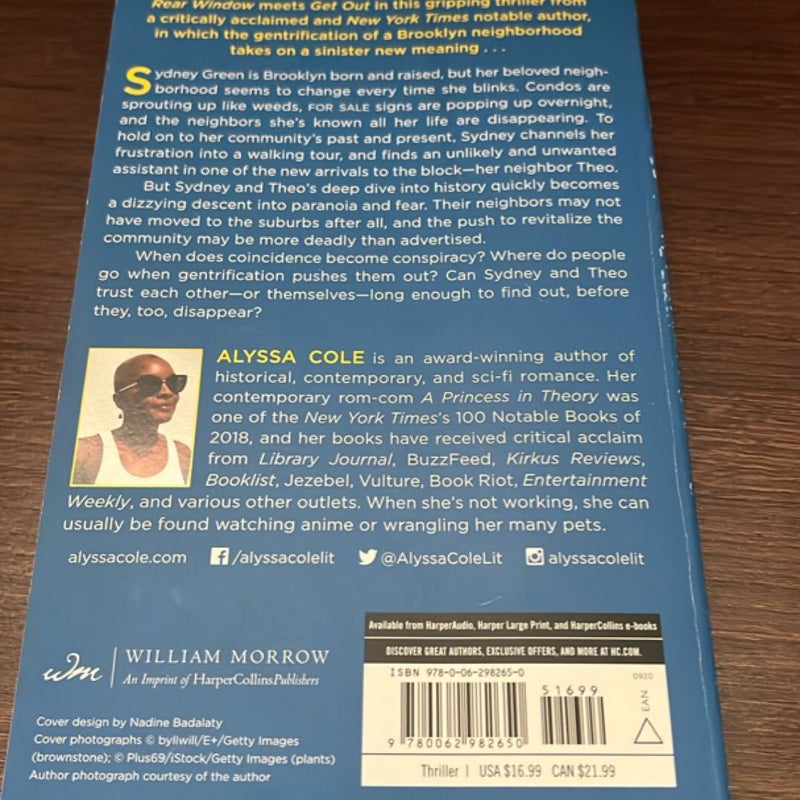 Rear Window meets Get Out in this gripping thriller from
a critically acclaimed and New York Times notable author,
in which the gentrification of a Brooklyn neighborhood
takes on a sinister new meaning . . .
Sydney Green is Brooklyn born and raised, but her beloved neigh-
borhood seems to change every time she blinks. Condos are
sprouting up like weeds, FOR SALE signs are popping up overnight,
and the neighbors she's known all her life are disappearing. To
hold on to her community's past and present, Sydney channels her
frustration into a walking tour, and finds an unlikely and unwanted
assistant in one of the new arrivals to the block—her neighbor Theo.
But Sydney and Theo's deep dive into history quickly becomes
a dizzying descent into paranoia and fear. Their neighbors may not
have moved to the suburbs after all, and the push to revitalize the
community may be more deadly than advertised.
When does coincidence become conspiracy? Where do people
go when gentrification pushes them out? Can Sydney and Theo
trust each other—or themselves—long enough to find out, before
they, too, disappear?
ALYSSA COLE is an award-winning author of
historical, contemporary, and sci-fi romance. Her
contemporary rom-com A Princess in Theory was
one of the New York Times's 100 Notable Books of
2018, and her books have received critical acclaim
from Library Journal, BuzzFeed, Kirkus Reviews,
Booklist, Jezebel, Vulture, Book Riot, Entertainment
Weekly, and various other outlets. When she's not working, she can
usually be found watching anime or wrangling her many pets.
alyssacole.com f/alyssacolelit @AlyssaColeLit alyssacolelit
wm WILLIAM MORROW
An Imprint of HarperCollinsPublishers
Cover design by Nadine Badalaty
Cover photographs © byllwill/E+/Getty Images
(brownstone); © Plus69/iStock/Getty Images (plants)
Author photograph courtesy of the author
Available from HarperAudio, Harper Large Print, and HarperCollins e-books
DISCOVER GREAT AUTHORS, EXCLUSIVE OFFERS, AND MORE AT HC.COM.
ISBN 978-0-06-298265-0
51699
0920
EAN
9 780062 982650
Thriller | USA $16.99 CAN $21.99